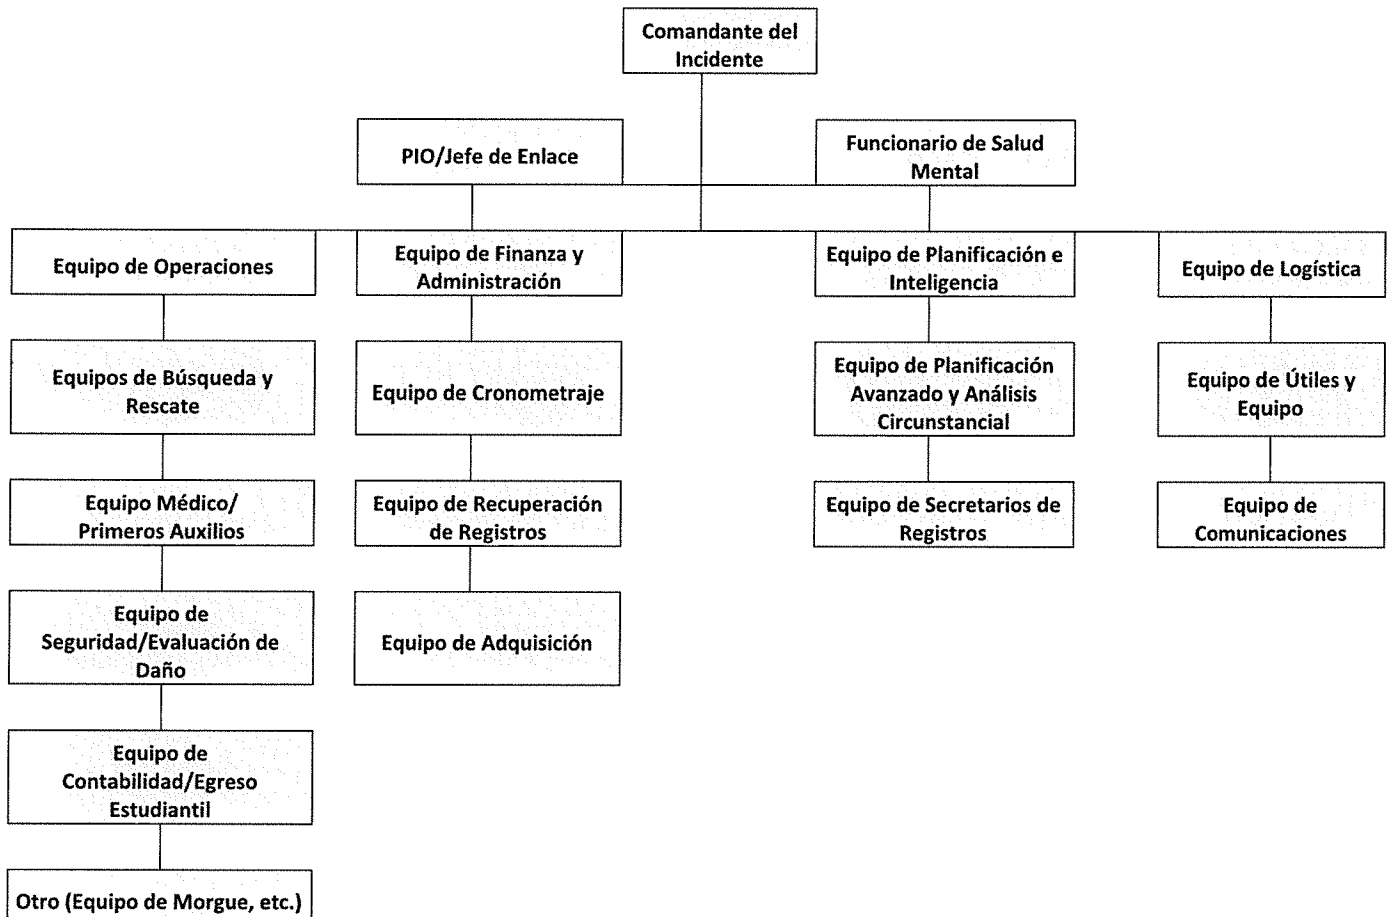 Comandante del
Incidente
PIO/Jefe de Enlace
Funcionario de Salud
Mental
Equipo de Operaciones
Equipo de Finanza y
Administración
Equipo de Planificación e
Inteligencia
Equipo de Logística
Equipos de Búsqueda y
Rescate
Equipo de Cronometraje
Equipo de Planificación
Avanzado y Análisis
Circunstancial
Equipo de Útiles y
Equipo
Equipo Médico/
Primeros Auxilios
Equipo de Recuperación
de Registros
Equipo de Secretarios de
Registros
Equipo de
Comunicaciones
Equipo de
Seguridad/Evaluación de
Daño
Equipo de Adquisición
Equipo de
Contabilidad/Egreso
Estudiantil
Otro (Equipo de Morgue, etc.)